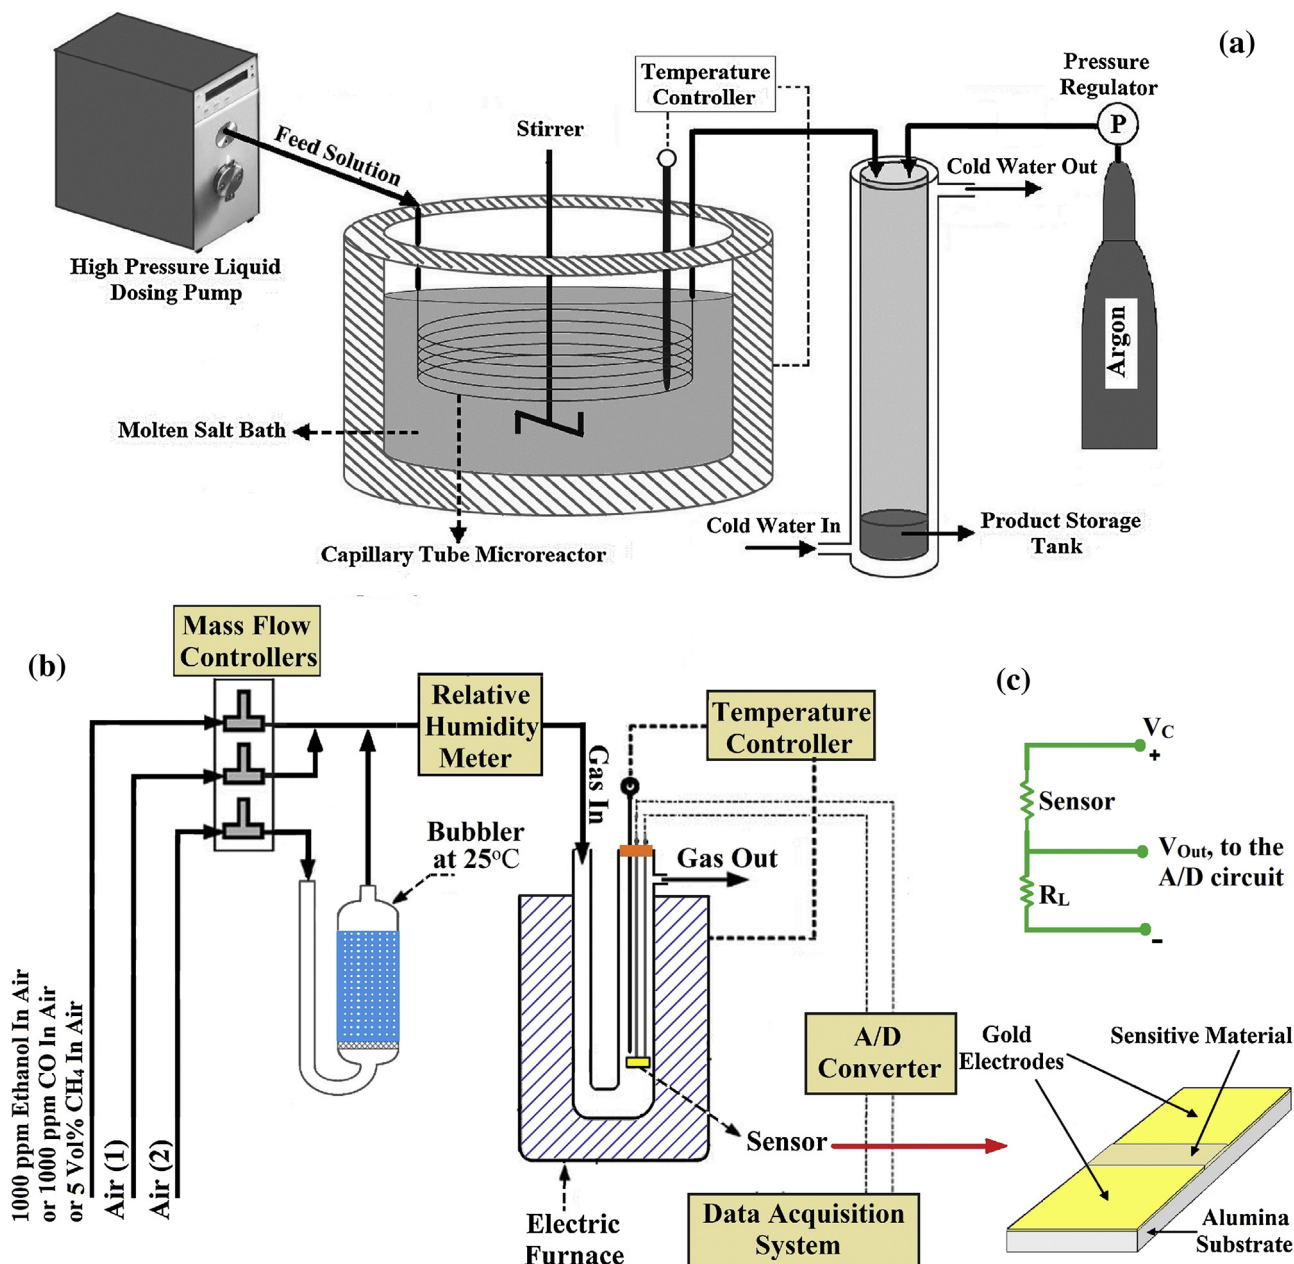 (a)
Temperature
Controller
Pressure
Regulator
P
Stirrer
Feed Solution
Cold Water Out
High Pressure Liquid
Dosing Pump
Argon
Molten Salt Bath
Cold Water In
Product Storage
Tank
Capillary Tube Microreactor
(b)
Mass Flow
Controllers
Relative
Humidity
Meter
Temperature
Controller
Gas In
Bubbler
at 25°C
Gas Out
1000 ppm Ethanol In Air
or 1000 ppm CO In Air
or 5 Vol% CH4 In Air
Air (1)
Air (2)
A/D
Converter
Sensor
Electric
Furnace
Data Acquisition
System
(c)
VC
+
Sensor
VOut, to the
A/D circuit
RL
-
Gold
Electrodes
Sensitive Material
Alumina
Substrate